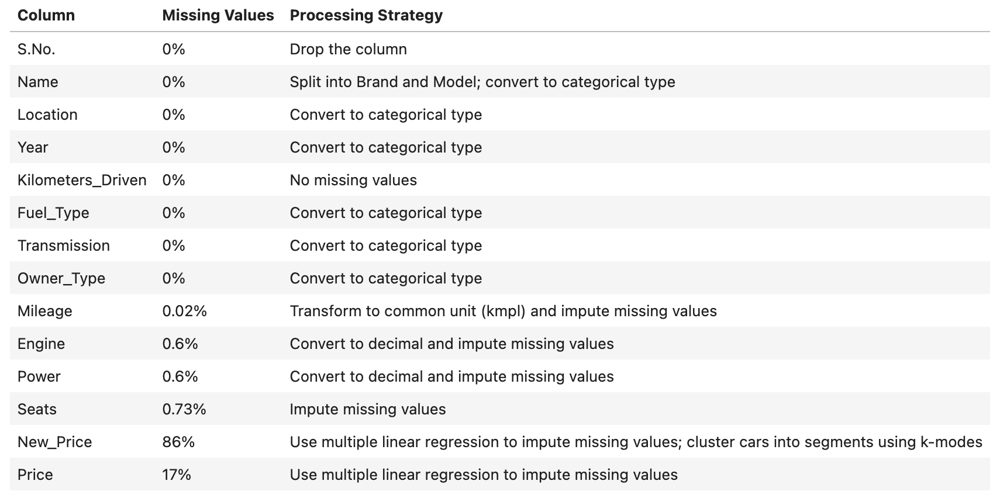 Column Missing Values Processing Strategy
S.No. 0% Drop the column
Name 0% Split into Brand and Model; convert to categorical type
Location 0% Convert to categorical type
Year 0% Convert to categorical type
Kilometers_Driven 0% No missing values
Fuel_Type 0% Convert to categorical type
Transmission 0% Convert to categorical type
Owner_Type 0% Convert to categorical type
Mileage 0.02% Transform to common unit (kmpl) and impute missing values
Engine 0.6% Convert to decimal and impute missing values
Power 0.6% Convert to decimal and impute missing values
Seats 0.73% Impute missing values
New_Price 86% Use multiple linear regression to impute missing values; cluster cars into segments using k-modes
Price 17% Use multiple linear regression to impute missing values